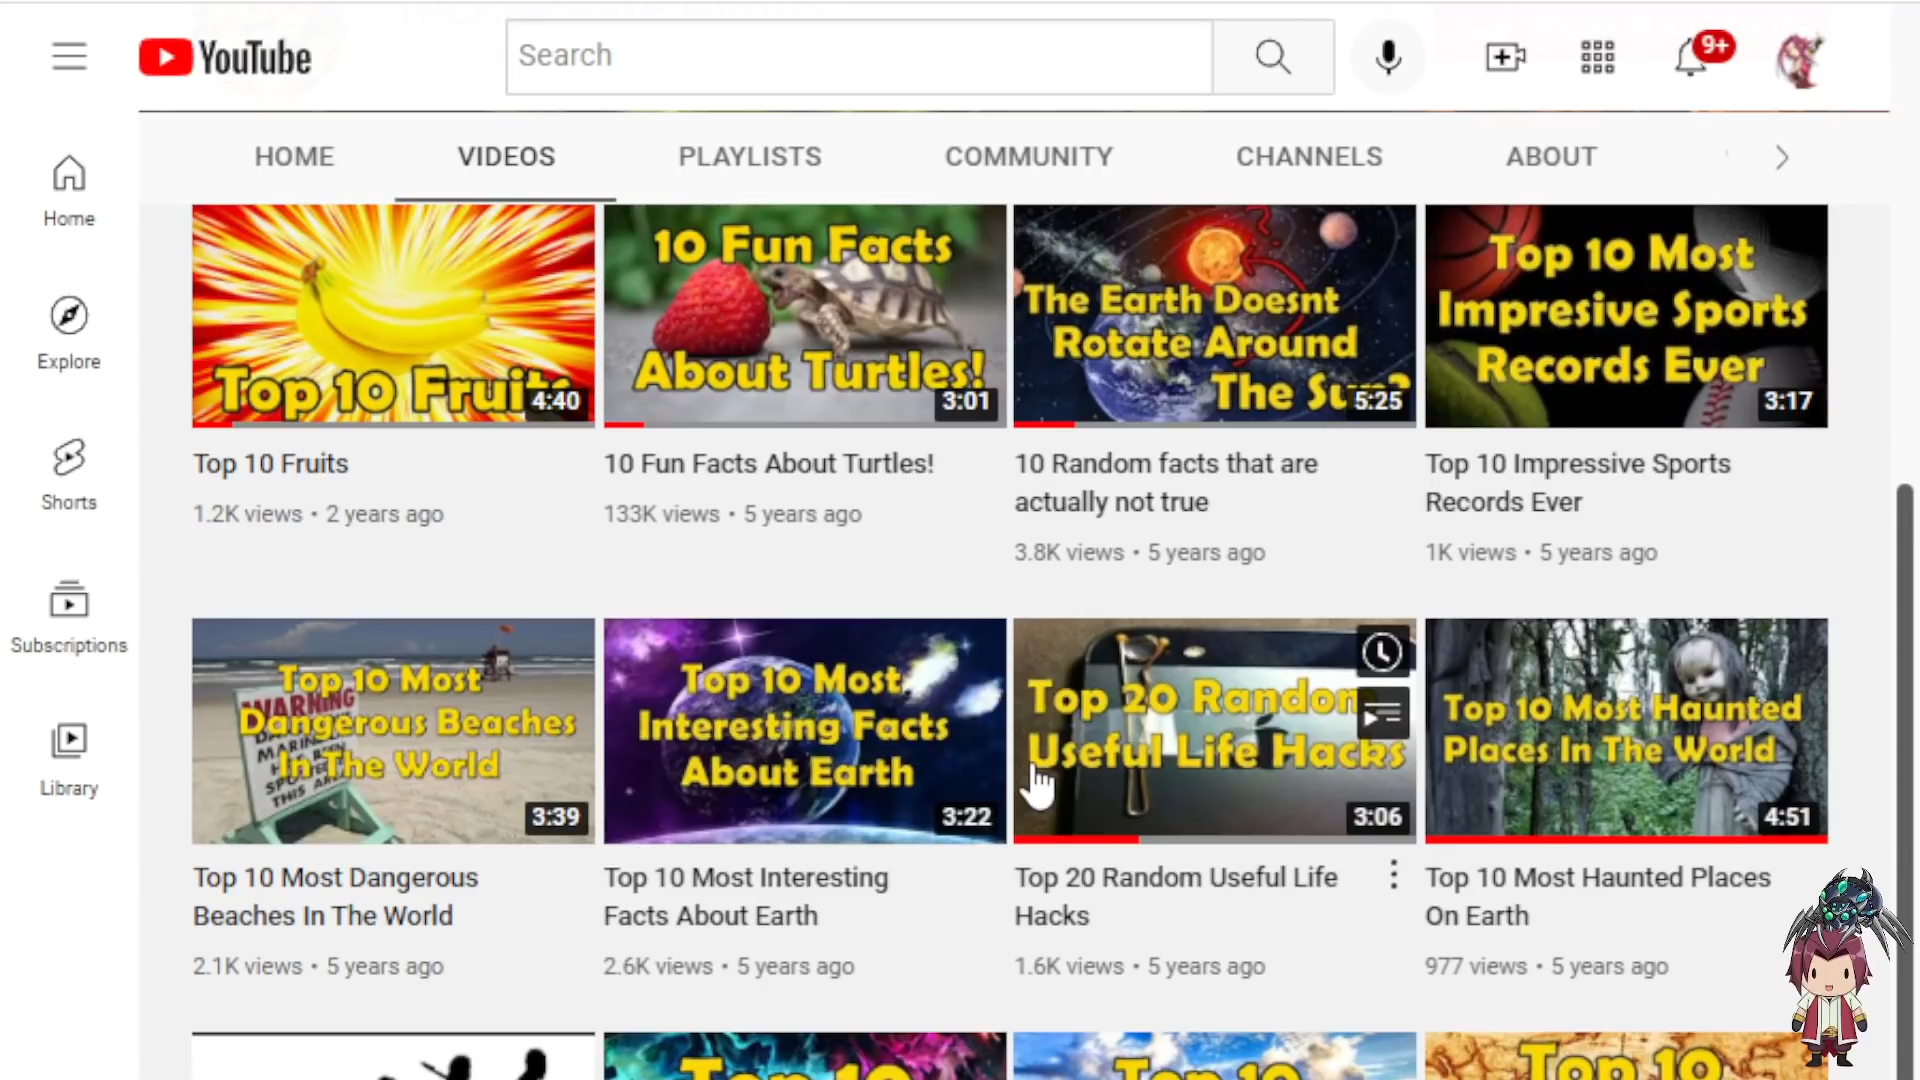 YouTube
Search
9+
HOME VIDEOS PLAYLISTS COMMUNITY CHANNELS ABOUT
Home
Explore
Shorts
Subscriptions
Library
Top 10 Fruits
4:40
10 Fun Facts
About Turtles!
3:01
The Earth Doesnt
Rotate Around
The Sun?
5:25
Top 10 Most
Impresive Sports
Records Ever
3:17
Top 10 Fruits
1.2K views • 2 years ago
10 Fun Facts About Turtles!
133K views • 5 years ago
10 Random facts that are
actually not true
3.8K views • 5 years ago
Top 10 Impressive Sports
Records Ever
1K views • 5 years ago
WARNING
Top 10 Most
Dangerous Beaches
In The World
3:39
Top 10 Most
Interesting Facts
About Earth
3:22
Top 20 Random
Useful Life Hacks
3:06
Top 10 Most Haunted
Places In The World
4:51
Top 10 Most Dangerous
Beaches In The World
2.1K views • 5 years ago
Top 10 Most Interesting
Facts About Earth
2.6K views • 5 years ago
Top 20 Random Useful Life
Hacks
1.6K views • 5 years ago
Top 10 Most Haunted Places
On Earth
977 views • 5 years ago
Top 10
Top 10
Top 10